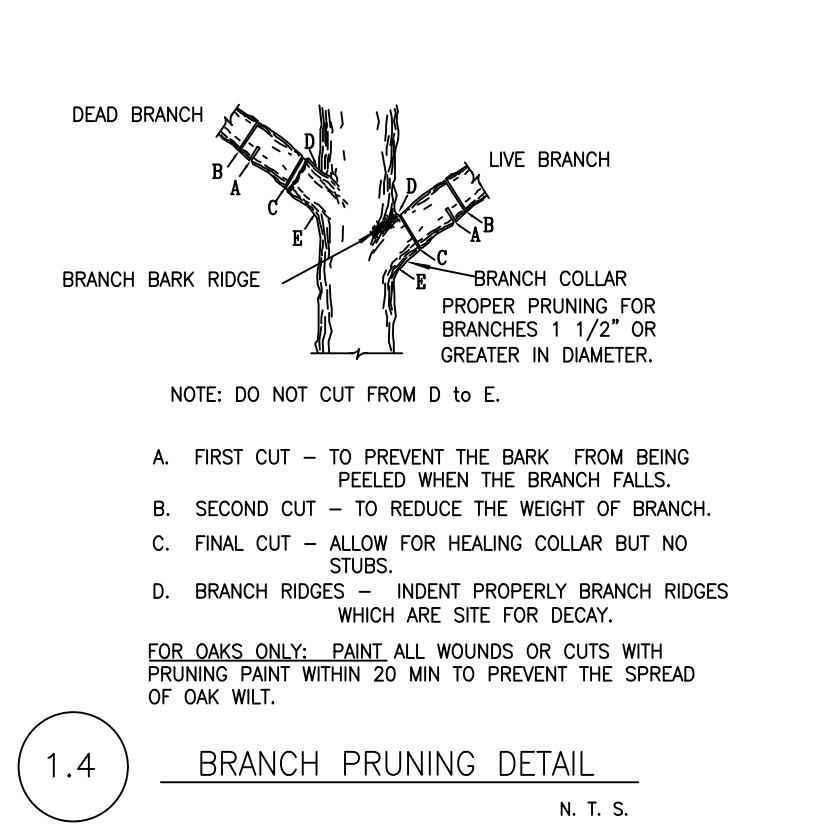 DEAD BRANCH
D
B
A
C
E
LIVE BRANCH
D
B
A
C
E
BRANCH BARK RIDGE
BRANCH COLLAR
PROPER PRUNING FOR
BRANCHES 1 1/2" OR
GREATER IN DIAMETER.
NOTE: DO NOT CUT FROM D to E.
A. FIRST CUT – TO PREVENT THE BARK FROM BEING
PEELED WHEN THE BRANCH FALLS.
B. SECOND CUT – TO REDUCE THE WEIGHT OF BRANCH.
C. FINAL CUT – ALLOW FOR HEALING COLLAR BUT NO
STUBS.
D. BRANCH RIDGES – INDENT PROPERLY BRANCH RIDGES
WHICH ARE SITE FOR DECAY.
FOR OAKS ONLY: PAINT ALL WOUNDS OR CUTS WITH
PRUNING PAINT WITHIN 20 MIN TO PREVENT THE SPREAD
OF OAK WILT.
1.4 BRANCH PRUNING DETAIL
N. T. S.